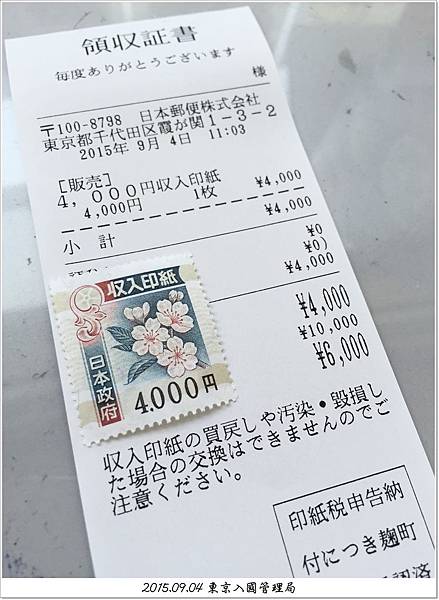 領収証書
毎度ありがとうございます
様
〒100-8798 日本郵便株式会社
東京都千代田区霞が関1-3-2
2015年 9月 4日 11:03
[販売]
4,000円収入印紙
4,000円 1枚 ¥4,000
小 計 ¥4,000
¥0
¥0)
¥4,000
¥4,000
¥10,000
¥6,000
収入印紙
日本政府
4.000円
収入印紙の買戻しや汚染・毀損し
た場合の交換はできませんのでご
注意ください。
印紙税申告納
付につき麹町
2015.09.04 東京入國管理局